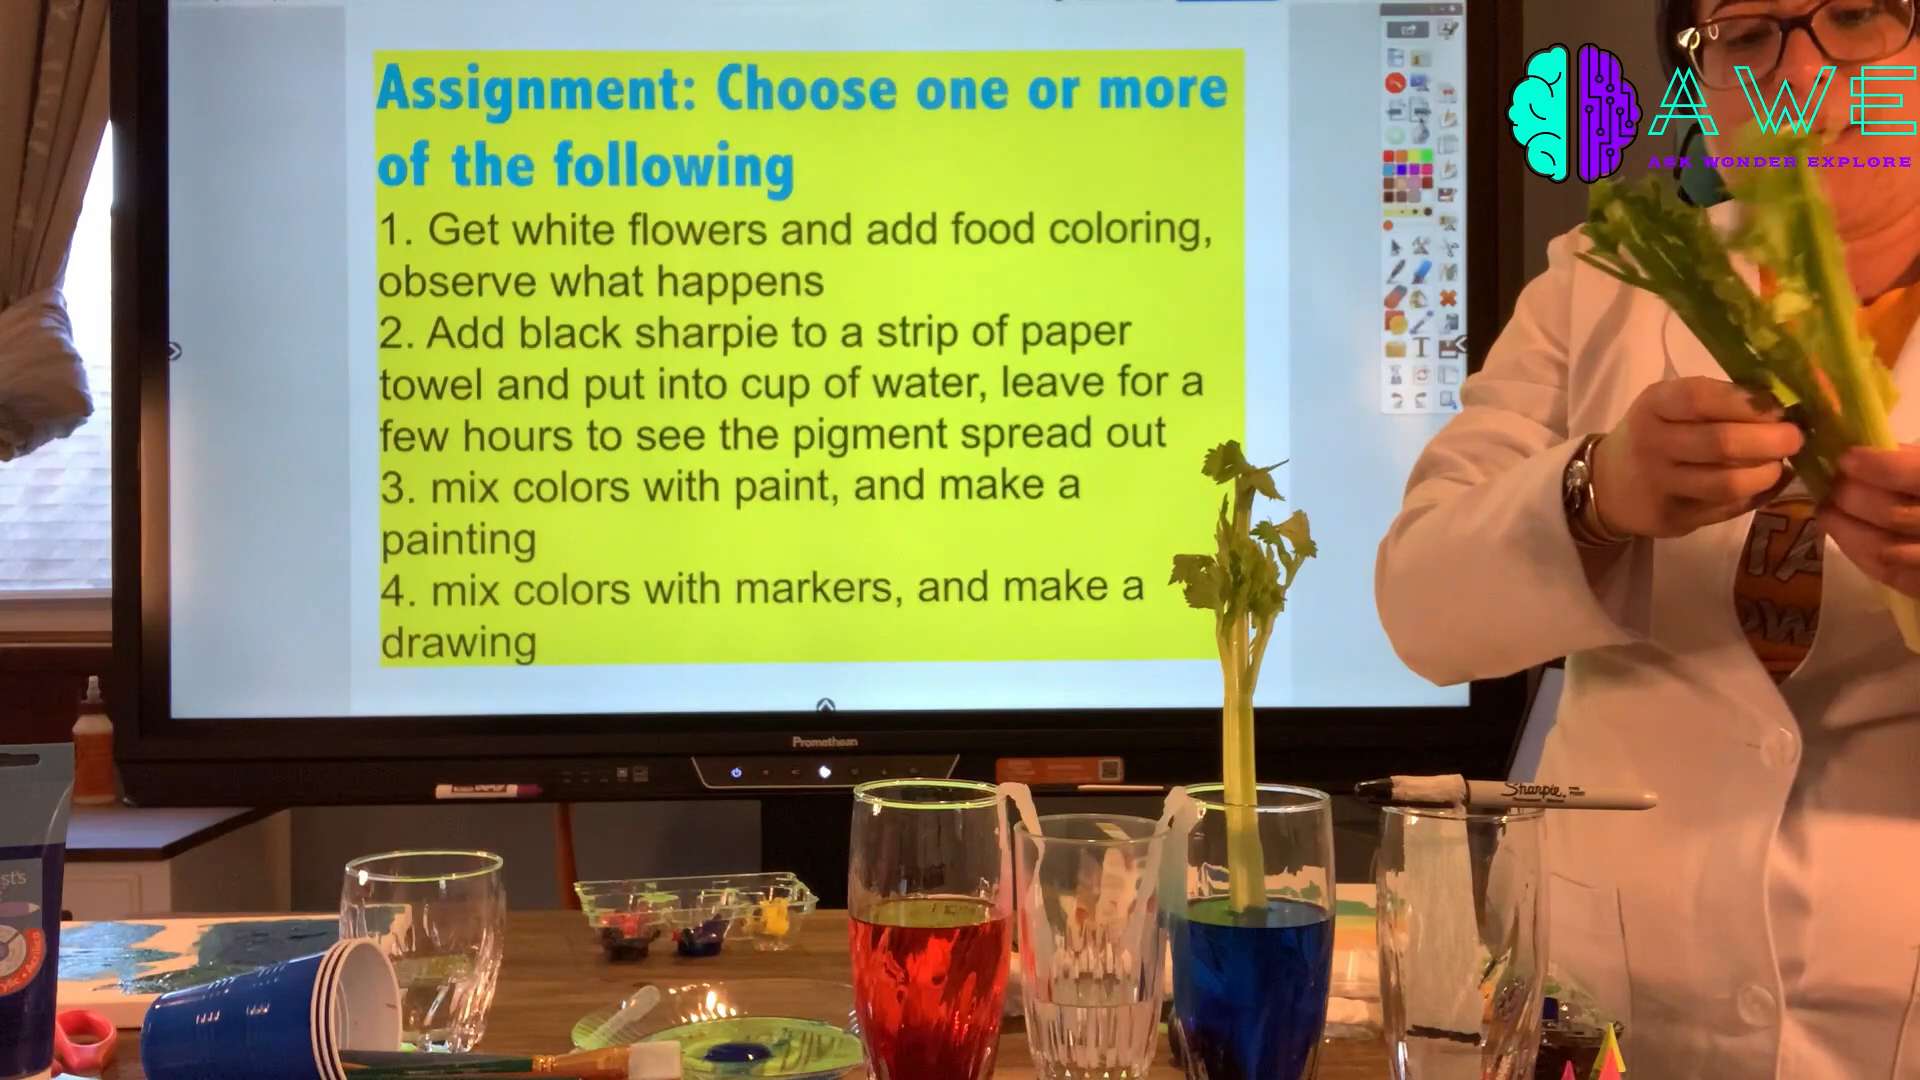 Assignment: Choose one or more
of the following
1. Get white flowers and add food coloring,
observe what happens
2. Add black sharpie to a strip of paper
towel and put into cup of water, leave for a
few hours to see the pigment spread out
3. mix colors with paint, and make a
painting
4. mix colors with markers, and make a
drawing
AWE
ASK WONDER EXPLORE
Promethean
Sharpie